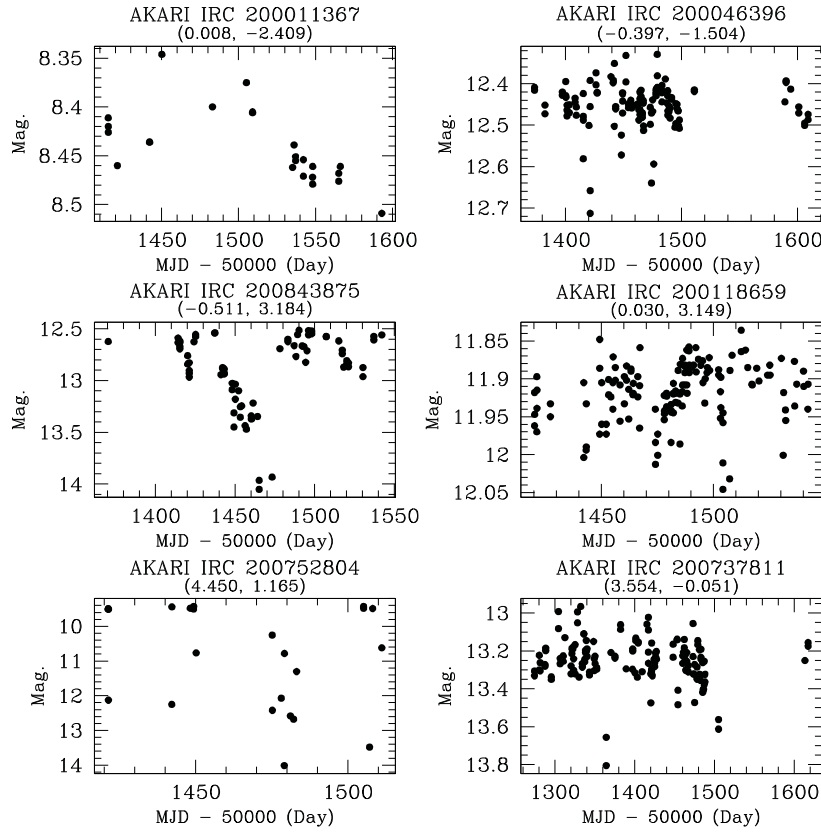 AKARI IRC 200011367
(0.008, −2.409)
8.35
8.4
8.45
8.5
Mag.
1450 1500 1550 1600
MJD − 50000 (Day)
AKARI IRC 200046396
(−0.397, −1.504)
12.4
12.5
12.6
12.7
Mag.
1400 1500 1600
MJD − 50000 (Day)
AKARI IRC 200843875
(−0.511, 3.184)
12.5
13
13.5
14
Mag.
1400 1450 1500 1550
MJD − 50000 (Day)
AKARI IRC 200118659
(0.030, 3.149)
11.85
11.9
11.95
12
12.05
Mag.
1450 1500
MJD − 50000 (Day)
AKARI IRC 200752804
(4.450, 1.165)
10
11
12
13
14
Mag.
1450 1500
MJD − 50000 (Day)
AKARI IRC 200737811
(3.554, −0.051)
13
13.2
13.4
13.6
13.8
Mag.
1300 1400 1500 1600
MJD − 50000 (Day)